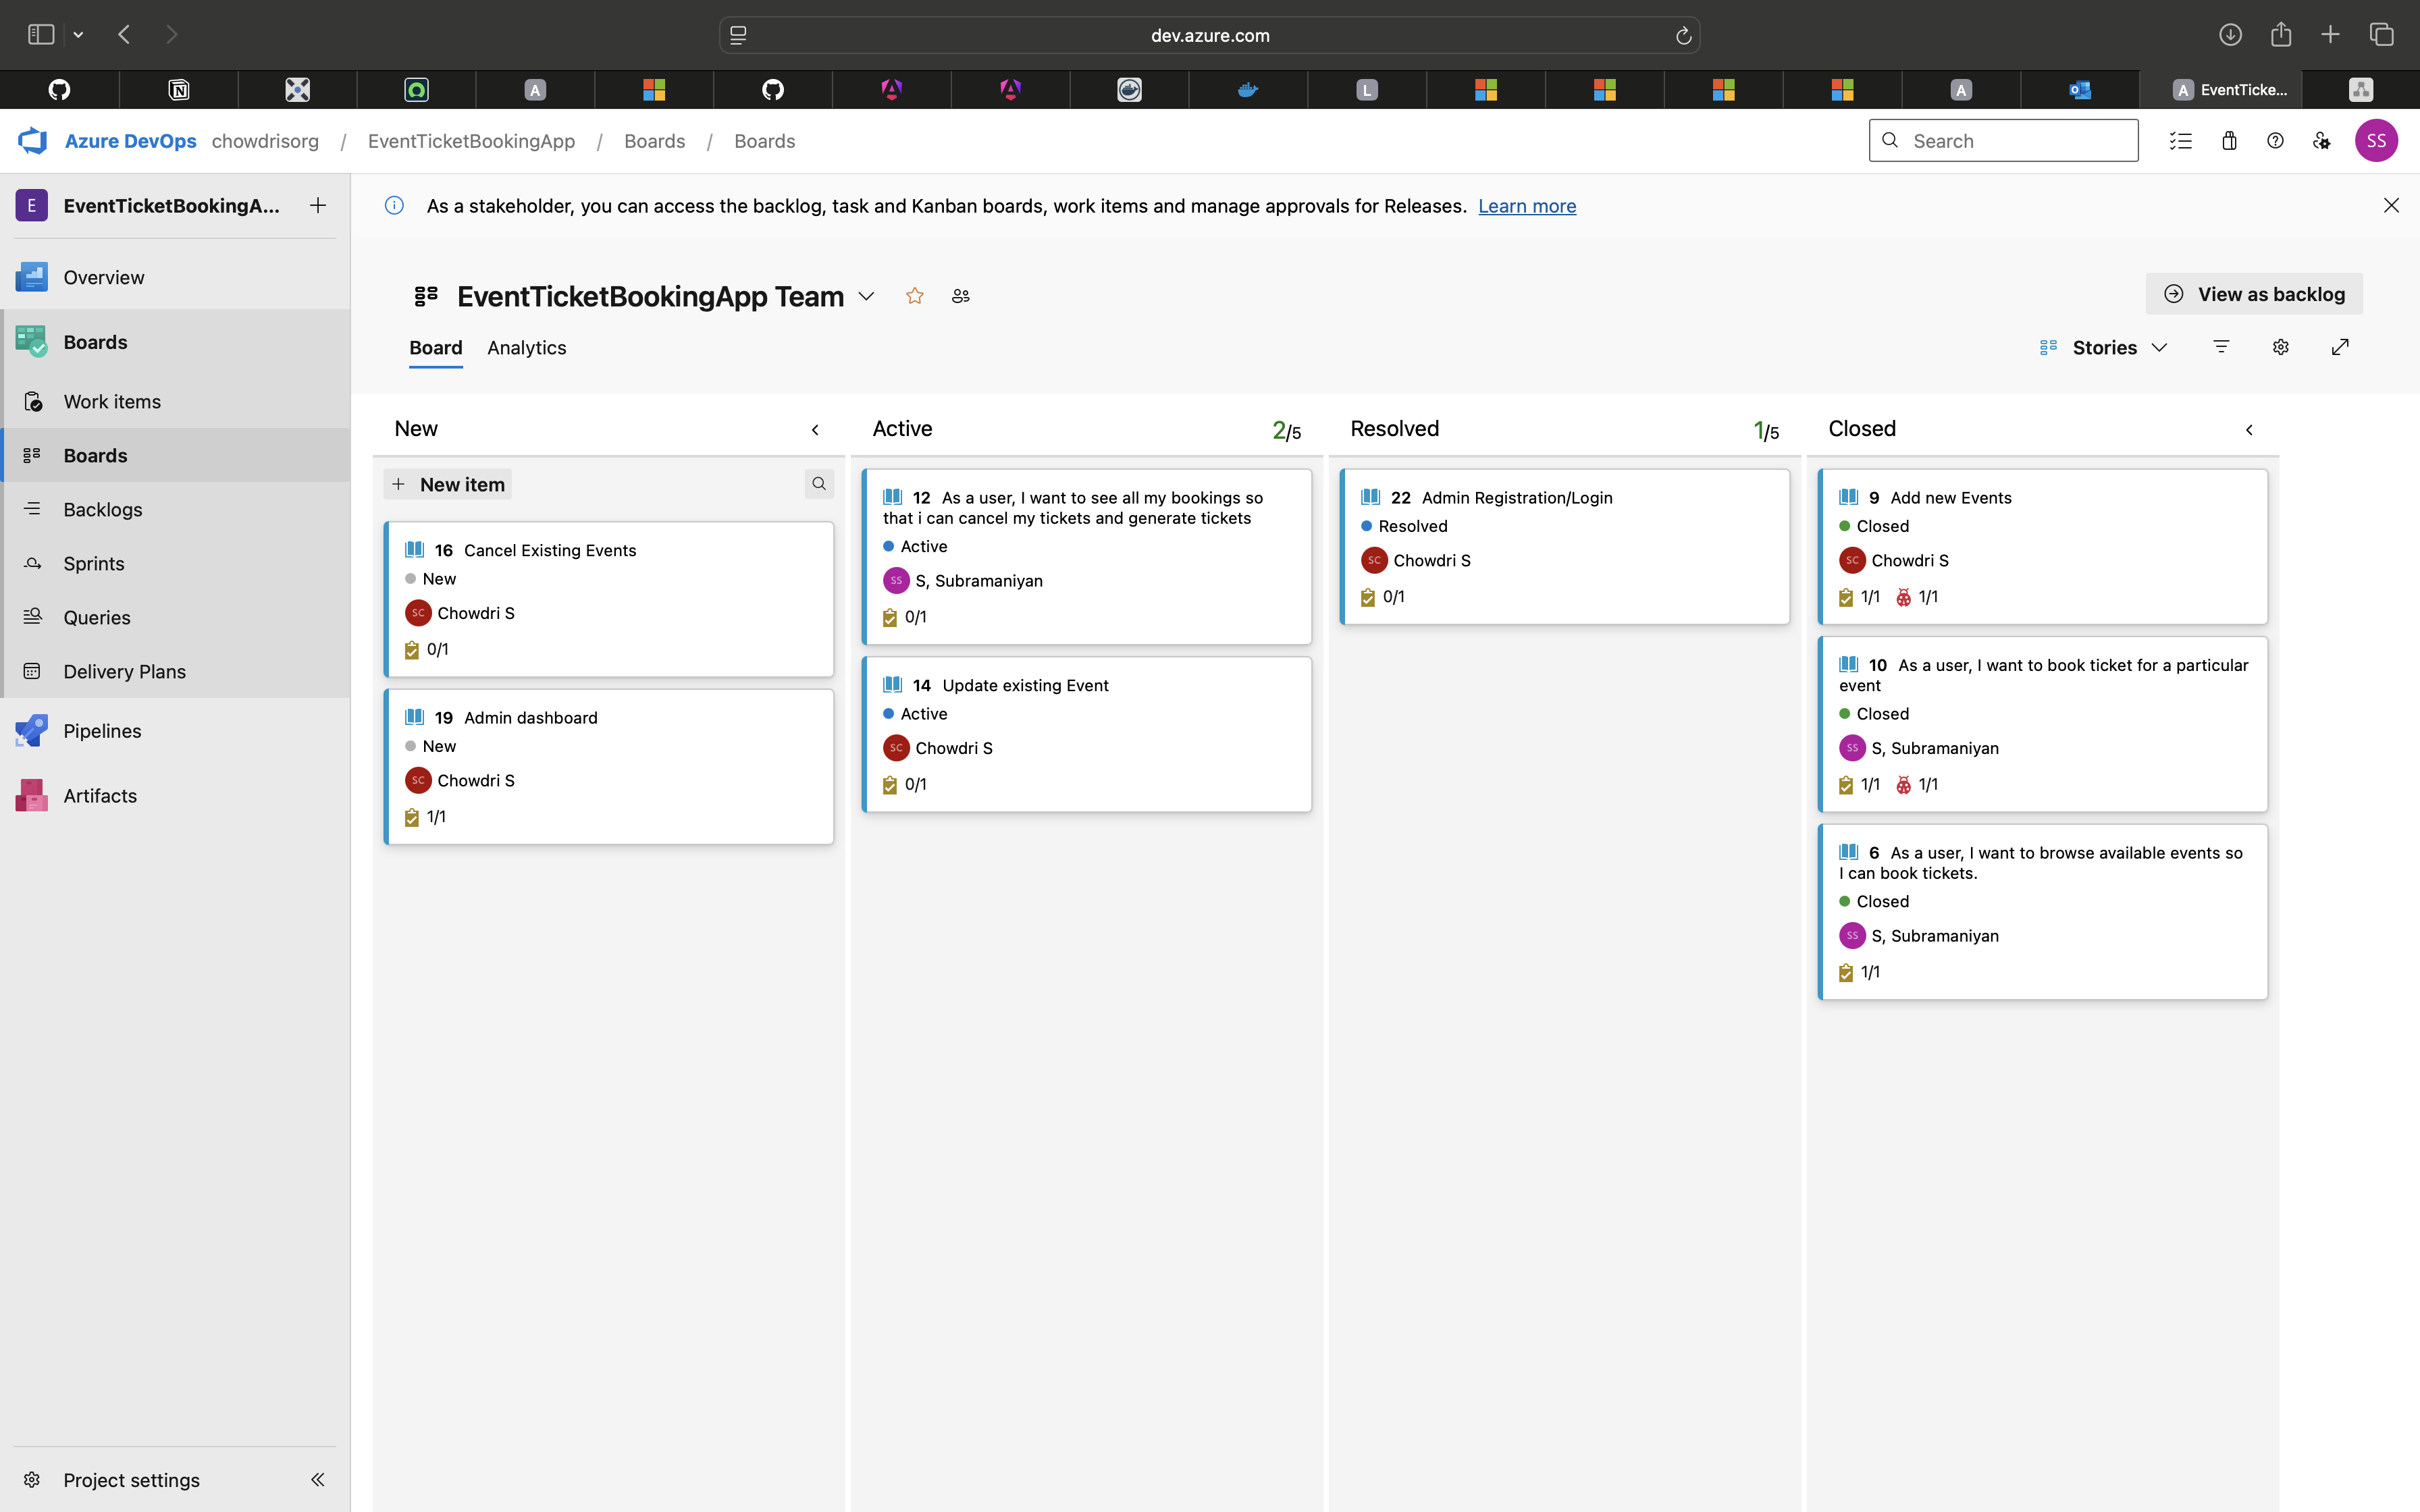 dev.azure.com
A
L
A
A EventTicke...
Azure DevOps chowdrisorg / EventTicketBookingApp / Boards / Boards
Search
SS
E EventTicketBookingA...
Overview
Boards
Work items
Boards
Backlogs
Sprints
Queries
Delivery Plans
Pipelines
Artifacts
Project settings
As a stakeholder, you can access the backlog, task and Kanban boards, work items and manage approvals for Releases. Learn more
EventTicketBookingApp Team
View as backlog
Board Analytics
Stories
New
New item
16 Cancel Existing Events
New
SC Chowdri S
0/1
19 Admin dashboard
New
SC Chowdri S
1/1
Active 2/5
12 As a user, I want to see all my bookings so
that i can cancel my tickets and generate tickets
Active
SS S, Subramaniyan
0/1
14 Update existing Event
Active
SC Chowdri S
0/1
Resolved 1/5
22 Admin Registration/Login
Resolved
SC Chowdri S
0/1
Closed
9 Add new Events
Closed
SC Chowdri S
1/1 1/1
10 As a user, I want to book ticket for a particular
event
Closed
SS S, Subramaniyan
1/1 1/1
6 As a user, I want to browse available events so
I can book tickets.
Closed
SS S, Subramaniyan
1/1